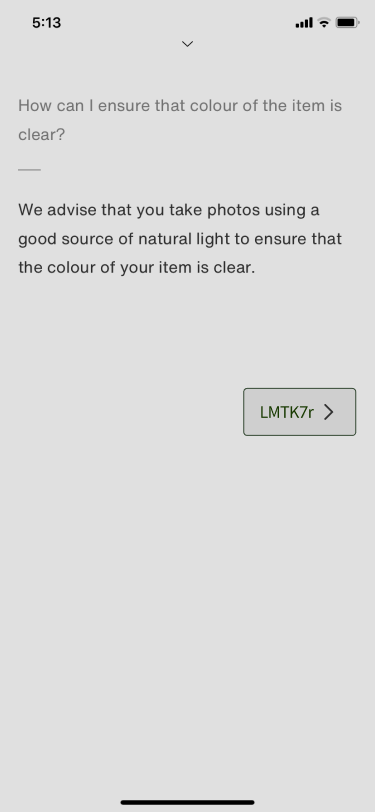 5:13
How can I ensure that colour of the item is
clear?
We advise that you take photos using a
good source of natural light to ensure that
the colour of your item is clear.
LMTK7r